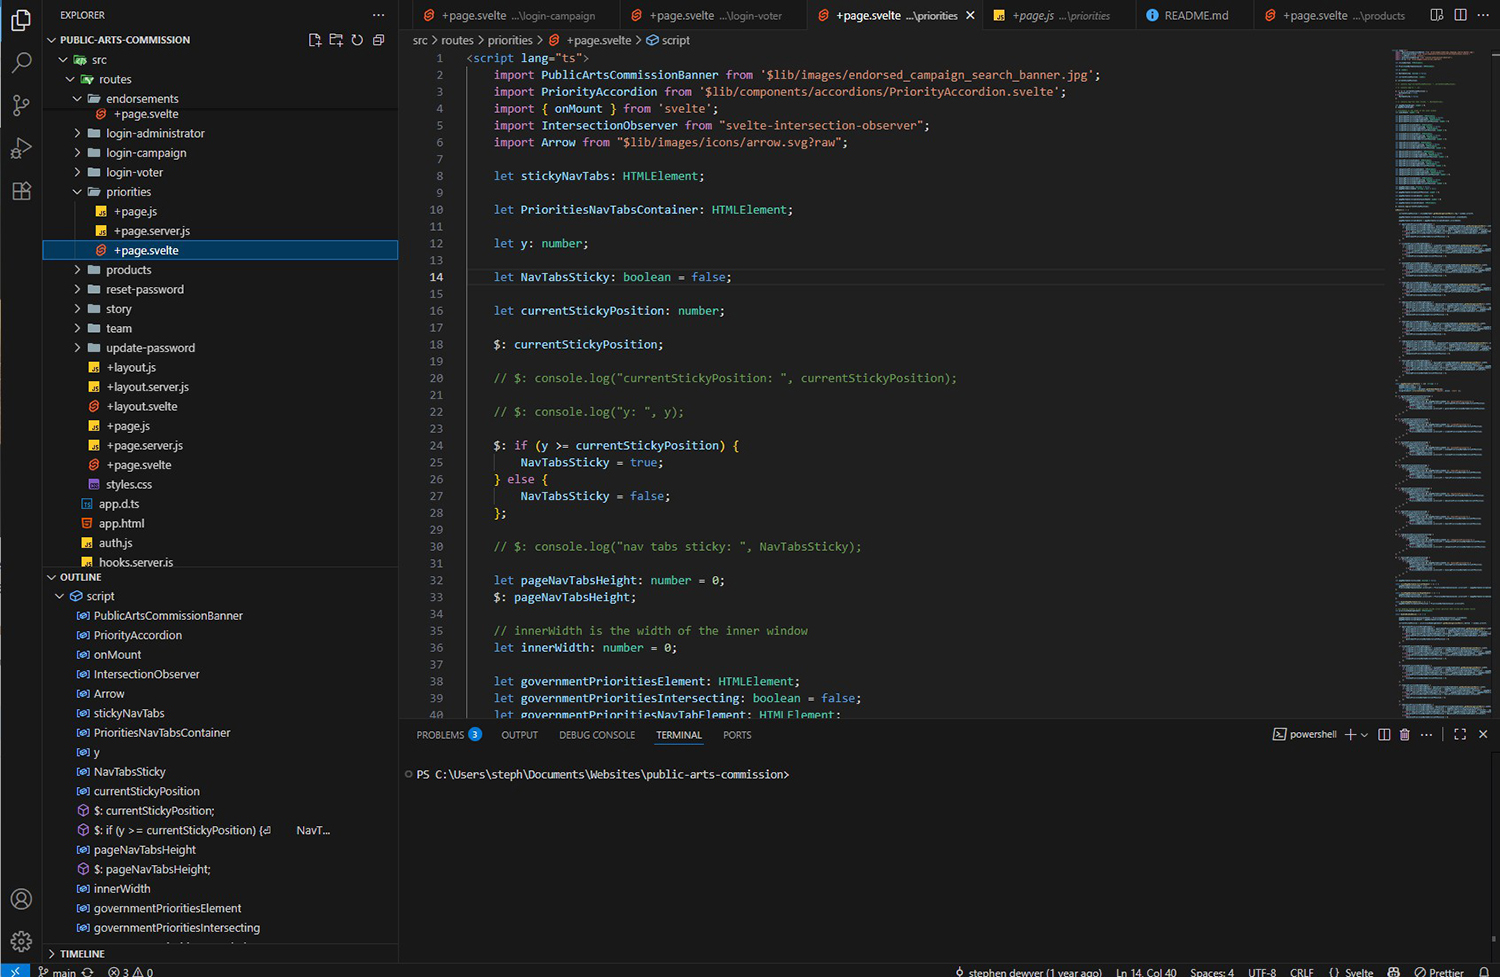 EXPLORER
PUBLIC-ARTS-COMMISSION
src
routes
endorsements
+page.svelte
login-administrator
login-campaign
login-voter
priorities
+page.js
+page.server.js
+page.svelte
products
reset-password
story
team
update-password
+layout.js
+layout.server.js
+layout.svelte
+page.js
+page.server.js
+page.svelte
styles.css
app.d.ts
app.html
auth.js
hooks.server.js
OUTLINE
script
PublicArtsCommissionBanner
PriorityAccordion
onMount
IntersectionObserver
Arrow
stickyNavTabs
PrioritiesNavTabsContainer
y
NavTabsSticky
currentStickyPosition
$: currentStickyPosition;
$: if (y >= currentStickyPosition) {⏎ NavT...
pageNavTabsHeight
$: pageNavTabsHeight;
innerWidth
governmentPrioritiesElement
governmentPrioritiesIntersecting
TIMELINE
+page.svelte ...\login-campaign
+page.svelte ...\login-voter
+page.svelte ...\priorities
+page.js ...\priorities
README.md
+page.svelte ...\products
src > routes > priorities > +page.svelte > script
1 <script lang="ts">
2 import PublicArtsCommissionBanner from '$lib/images/endorsed_campaign_search_banner.jpg';
3 import PriorityAccordion from '$lib/components/accordions/PriorityAccordion.svelte';
4 import { onMount } from 'svelte';
5 import IntersectionObserver from "svelte-intersection-observer";
6 import Arrow from "$lib/images/icons/arrow.svg?raw";
7
8 let stickyNavTabs: HTMLElement;
9
10 let PrioritiesNavTabsContainer: HTMLElement;
11
12 let y: number;
13
14 let NavTabsSticky: boolean = false;
15
16 let currentStickyPosition: number;
17
18 $: currentStickyPosition;
19
20 // $: console.log("currentStickyPosition: ", currentStickyPosition);
21
22 // $: console.log("y: ", y);
23
24 $: if (y >= currentStickyPosition) {
25 NavTabsSticky = true;
26 } else {
27 NavTabsSticky = false;
28 };
29
30 // $: console.log("nav tabs sticky: ", NavTabsSticky);
31
32 let pageNavTabsHeight: number = 0;
33 $: pageNavTabsHeight;
34
35 // innerWidth is the width of the inner window
36 let innerWidth: number = 0;
37
38 let governmentPrioritiesElement: HTMLElement;
39 let governmentPrioritiesIntersecting: boolean = false;
40 let governmentPrioritiesNavTabElement: HTMLElement;
PROBLEMS 3 OUTPUT DEBUG CONSOLE TERMINAL PORTS
powershell
PS C:\Users\steph\Documents\Websites\public-arts-commission>
main 3 0
stephen dewyer (1 year ago) Ln 14, Col 40 Spaces: 4 UTF-8 CRLF {} Svelte Prettier